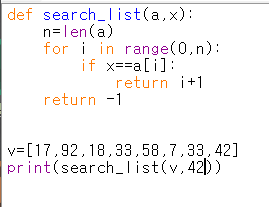 def search_list(a,x):
    n=len(a)
    for i in range(0,n):
        if x==a[i]:
            return i+1
    return -1
v=[17,92,18,33,58,7,33,42]
print(search_list(v,42))